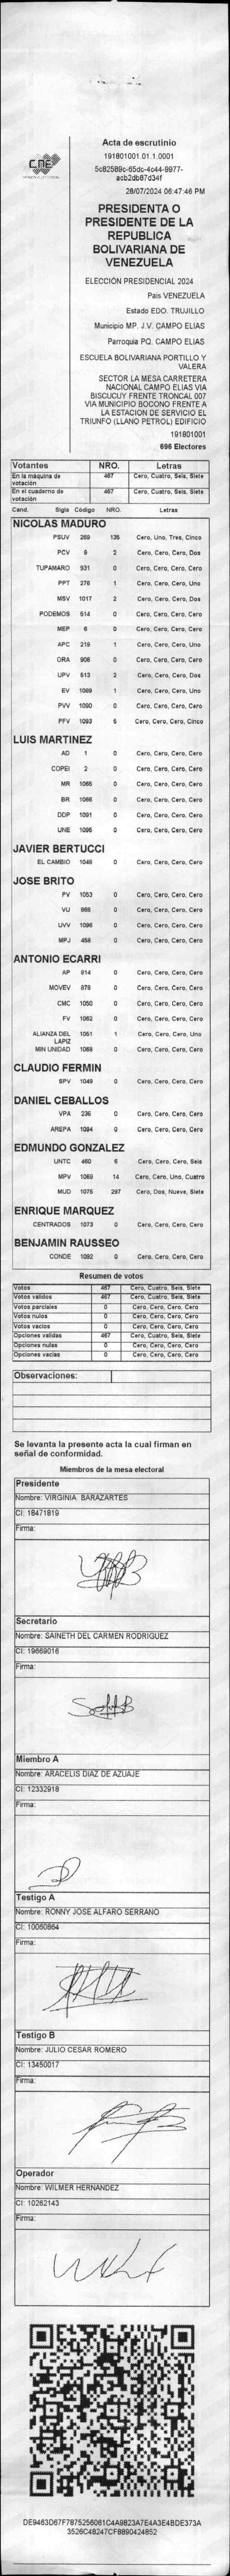 CNE
Acta de escrutinio
191801001.01.1.0001
5c82589c-65dc-4c44-9977-
acb2db87d34f
28/07/2024 06:47:46 PM
PRESIDENTA O
PRESIDENTE DE LA
REPUBLICA
BOLIVARIANA DE
VENEZUELA
ELECCIÓN PRESIDENCIAL 2024
País VENEZUELA
Estado EDO. TRUJILLO
Municipio MP. J.V. CAMPO ELIAS
Parroquia PQ. CAMPO ELIAS
ESCUELA BOLIVARIANA PORTILLO Y
VALERA
SECTOR LA MESA CARRETERA
NACIONAL CAMPO ELIAS VIA
BISCUCUY FRENTE TRONCAL 007
VIA MUNICIPIO BOCONO FRENTE A
LA ESTACION DE SERVICIO EL
TRIUNFO (LLANO PETROL) EDIFICIO
191801001
696 Electores
Votantes NRO. Letras
En la máquina de votación 467 Cero, Cuatro, Seis, Siete
En el cuaderno de votación 467 Cero, Cuatro, Seis, Siete
Cand. Sigla Código NRO. Letras
NICOLAS MADURO
PSUV 269 135 Cero, Uno, Tres, Cinco
PCV 9 2 Cero, Cero, Cero, Dos
TUPAMARO 931 0 Cero, Cero, Cero, Cero
PPT 276 1 Cero, Cero, Cero, Uno
MSV 1017 2 Cero, Cero, Cero, Dos
PODEMOS 514 0 Cero, Cero, Cero, Cero
MEP 6 0 Cero, Cero, Cero, Cero
APC 219 1 Cero, Cero, Cero, Uno
ORA 906 0 Cero, Cero, Cero, Cero
UPV 513 2 Cero, Cero, Cero, Dos
EV 1089 1 Cero, Cero, Cero, Uno
PVV 1090 0 Cero, Cero, Cero, Cero
PFV 1093 5 Cero, Cero, Cero, Cinco
LUIS MARTINEZ
AD 1 0 Cero, Cero, Cero, Cero
COPEI 2 0 Cero, Cero, Cero, Cero
MR 1065 0 Cero, Cero, Cero, Cero
BR 1066 0 Cero, Cero, Cero, Cero
DDP 1091 0 Cero, Cero, Cero, Cero
UNE 1095 0 Cero, Cero, Cero, Cero
JAVIER BERTUCCI
EL CAMBIO 1048 0 Cero, Cero, Cero, Cero
JOSE BRITO
PV 1053 0 Cero, Cero, Cero, Cero
VU 868 0 Cero, Cero, Cero, Cero
UVV 1096 0 Cero, Cero, Cero, Cero
MPJ 458 0 Cero, Cero, Cero, Cero
ANTONIO ECARRI
AP 814 0 Cero, Cero, Cero, Cero
MOVEV 878 0 Cero, Cero, Cero, Cero
CMC 1050 0 Cero, Cero, Cero, Cero
FV 1062 0 Cero, Cero, Cero, Cero
ALIANZA DEL LAPIZ 1051 1 Cero, Cero, Cero, Uno
MIN UNIDAD 1068 0 Cero, Cero, Cero, Cero
CLAUDIO FERMIN
SPV 1049 0 Cero, Cero, Cero, Cero
DANIEL CEBALLOS
VPA 236 0 Cero, Cero, Cero, Cero
AREPA 1094 0 Cero, Cero, Cero, Cero
EDMUNDO GONZALEZ
UNTC 460 6 Cero, Cero, Cero, Seis
MPV 1069 14 Cero, Cero, Uno, Cuatro
MUD 1075 297 Cero, Dos, Nueve, Siete
ENRIQUE MARQUEZ
CENTRADOS 1073 0 Cero, Cero, Cero, Cero
BENJAMIN RAUSSEO
CONDE 1092 0 Cero, Cero, Cero, Cero
Resumen de votos
Votos 467 Cero, Cuatro, Seis, Siete
Votos validos 467 Cero, Cuatro, Seis, Siete
Votos parciales 0 Cero, Cero, Cero, Cero
Votos nulos 0 Cero, Cero, Cero, Cero
Votos vacios 0 Cero, Cero, Cero, Cero
Opciones validas 467 Cero, Cuatro, Seis, Siete
Opciones nulas 0 Cero, Cero, Cero, Cero
Opciones vacias 0 Cero, Cero, Cero, Cero
Observaciones:
Se levanta la presente acta la cual firman en
señal de conformidad.
Miembros de la mesa electoral
Presidente
Nombre: VIRGINIA BARAZARTES
CI: 18471819
Firma:
Secretario
Nombre: SAINETH DEL CARMEN RODRIGUEZ
CI: 19669016
Firma:
Miembro A
Nombre: ARACELIS DIAZ DE AZUAJE
CI: 12332918
Firma:
Testigo A
Nombre: RONNY JOSE ALFARO SERRANO
CI: 10060864
Firma:
Testigo B
Nombre: JULIO CESAR ROMERO
CI: 13450017
Firma:
Operador
Nombre: WILMER HERNANDEZ
CI: 10262143
Firma:
DE9463D67F7875256081C4A9823A7E4A3E4BDE373A
3526C48247CF8890424852